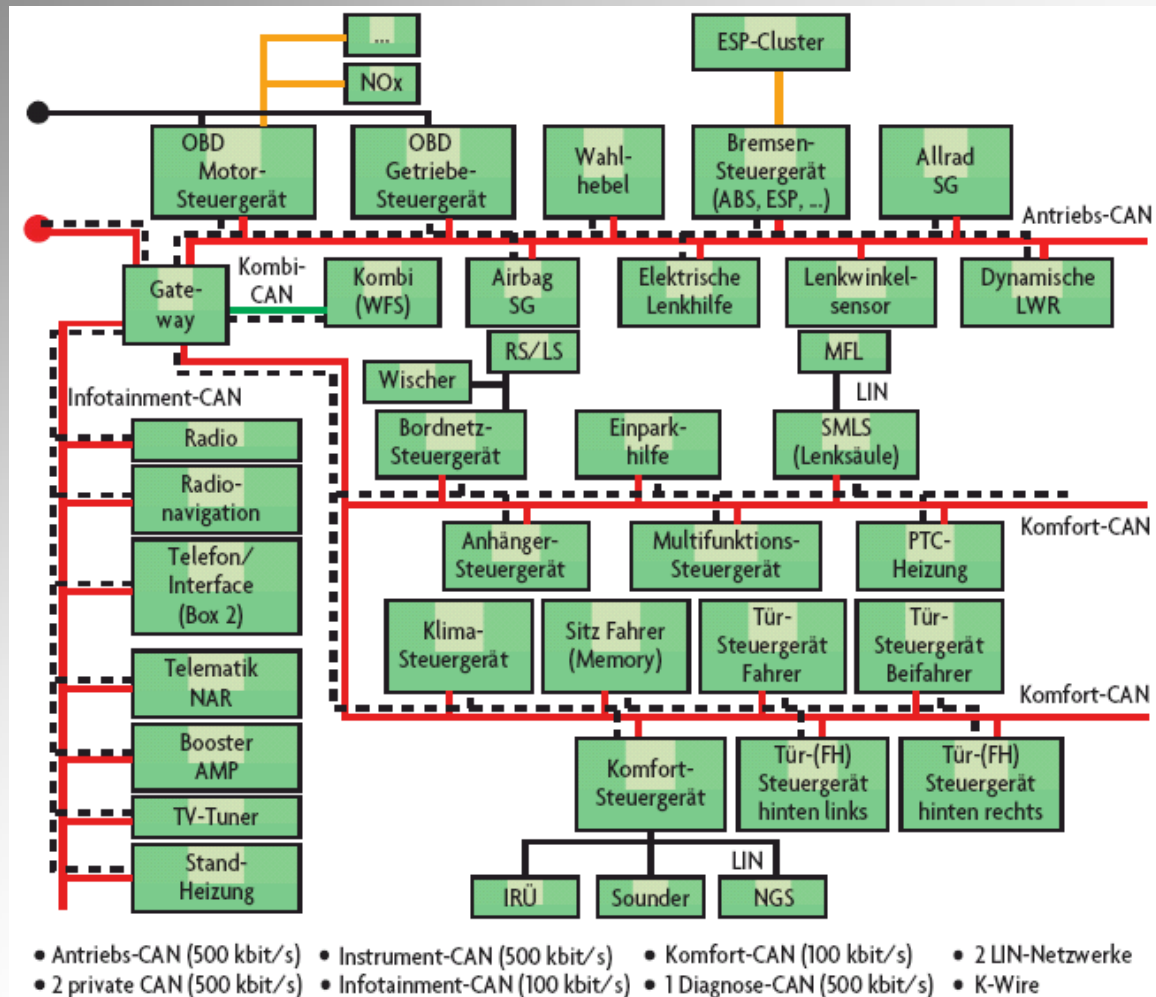 ...
NOx
ESP-Cluster
OBD
Motor-
Steuergerät
OBD
Getriebe-
Steuergerät
Wahl-
hebel
Bremsen-
Steuergerät
(ABS, ESP, ...)
Allrad
SG
Antriebs-CAN
Gate-
way
Kombi-
CAN
Kombi
(WFS)
Airbag
SG
Elektrische
Lenkhilfe
Lenkwinkel-
sensor
Dynamische
LWR
RS/LS
MFL
Wischer
LIN
Infotainment-CAN
Bordnetz-
Steuergerät
Einpark-
hilfe
SMLS
(Lenksäule)
Komfort-CAN
Radio
Radio-
navigation
Telefon/
Interface
(Box 2)
Telematik
NAR
Booster
AMP
TV-Tuner
Stand-
Heizung
Anhänger-
Steuergerät
Multifunktions-
Steuergerät
PTC-
Heizung
Klima-
Steuergerät
Sitz Fahrer
(Memory)
Tür-
Steuergerät
Fahrer
Tür-
Steuergerät
Beifahrer
Komfort-CAN
Komfort-
Steuergerät
Tür-(FH)
Steuergerät
hinten links
Tür-(FH)
Steuergerät
hinten rechts
LIN
IRÜ
Sounder
NGS
• Antriebs-CAN (500 kbit/s) • Instrument-CAN (500 kbit/s) • Komfort-CAN (100 kbit/s) • 2 LIN-Netzwerke
• 2 private CAN (500 kbit/s) • Infotainment-CAN (100 kbit/s) • 1 Diagnose-CAN (500 kbit/s) • K-Wire